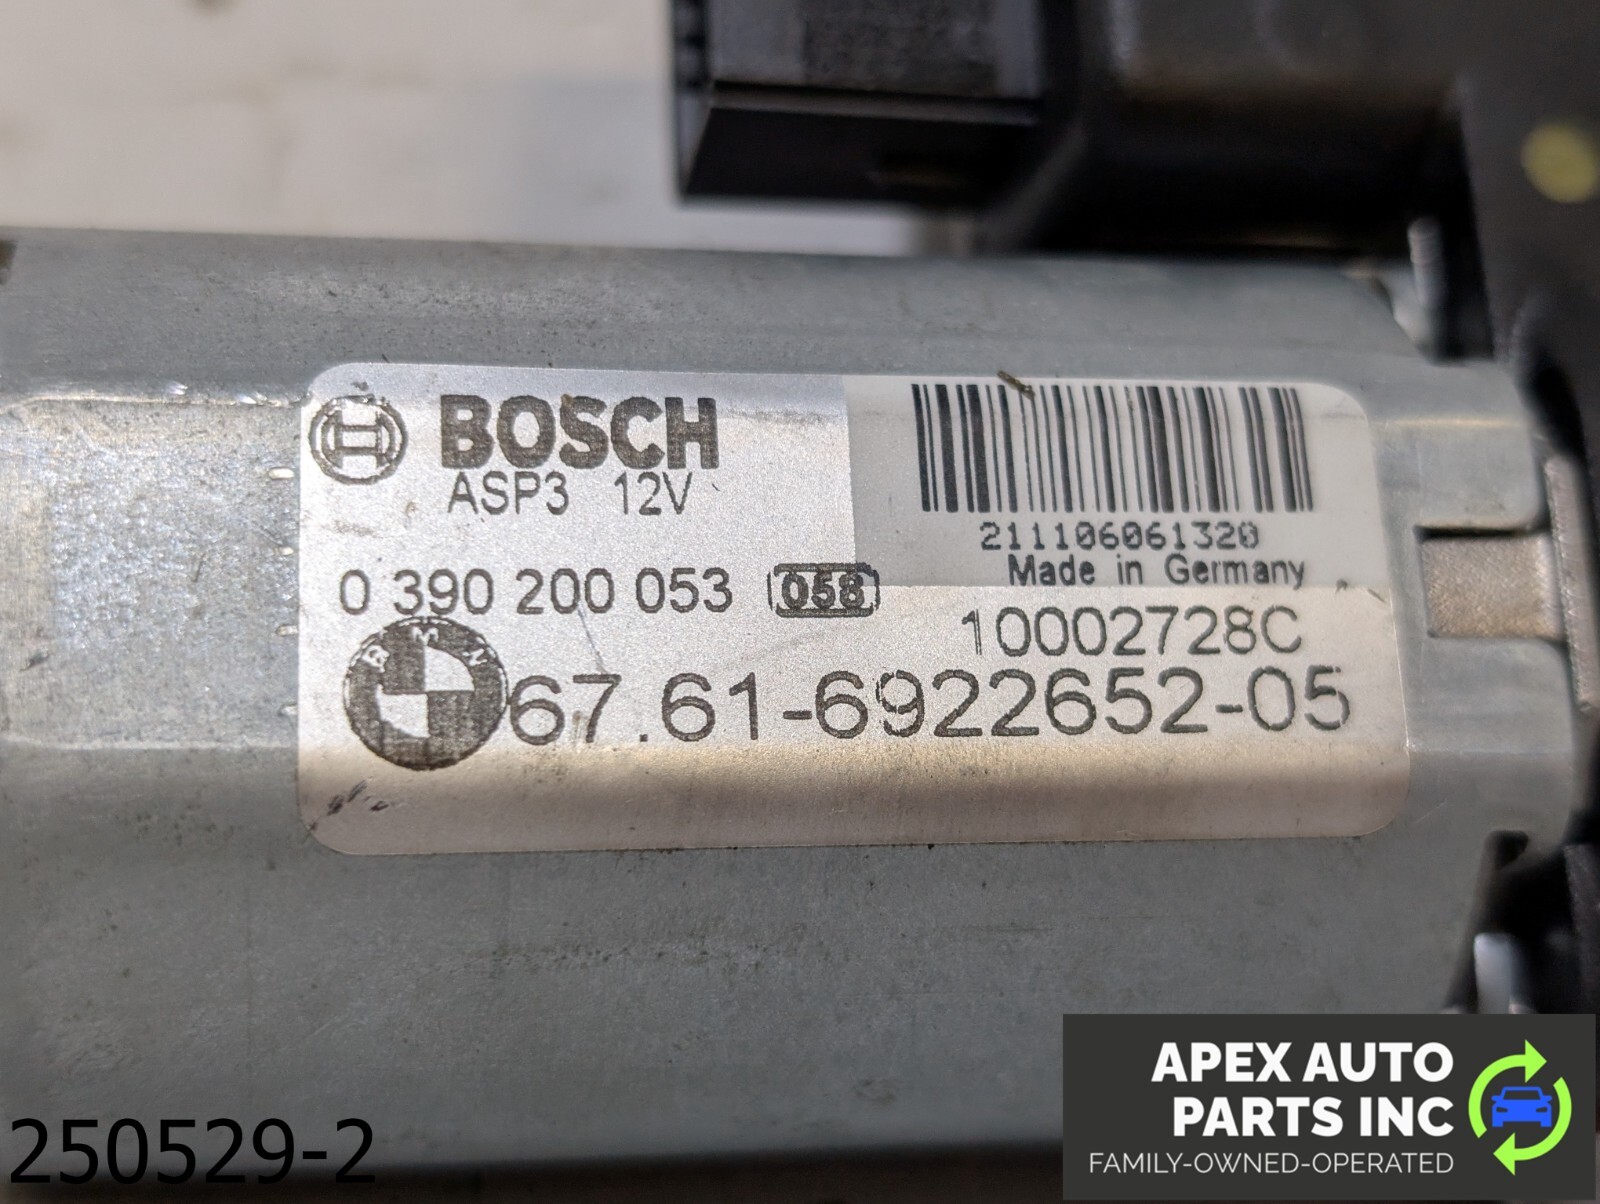 BOSCH
ASP3 12V
211106061320
Made in Germany
0 390 200 053 058
10002728C
BMW
67.61-6922652-05
250529-2
APEX AUTO
PARTS INC
FAMILY-OWNED-OPERATED